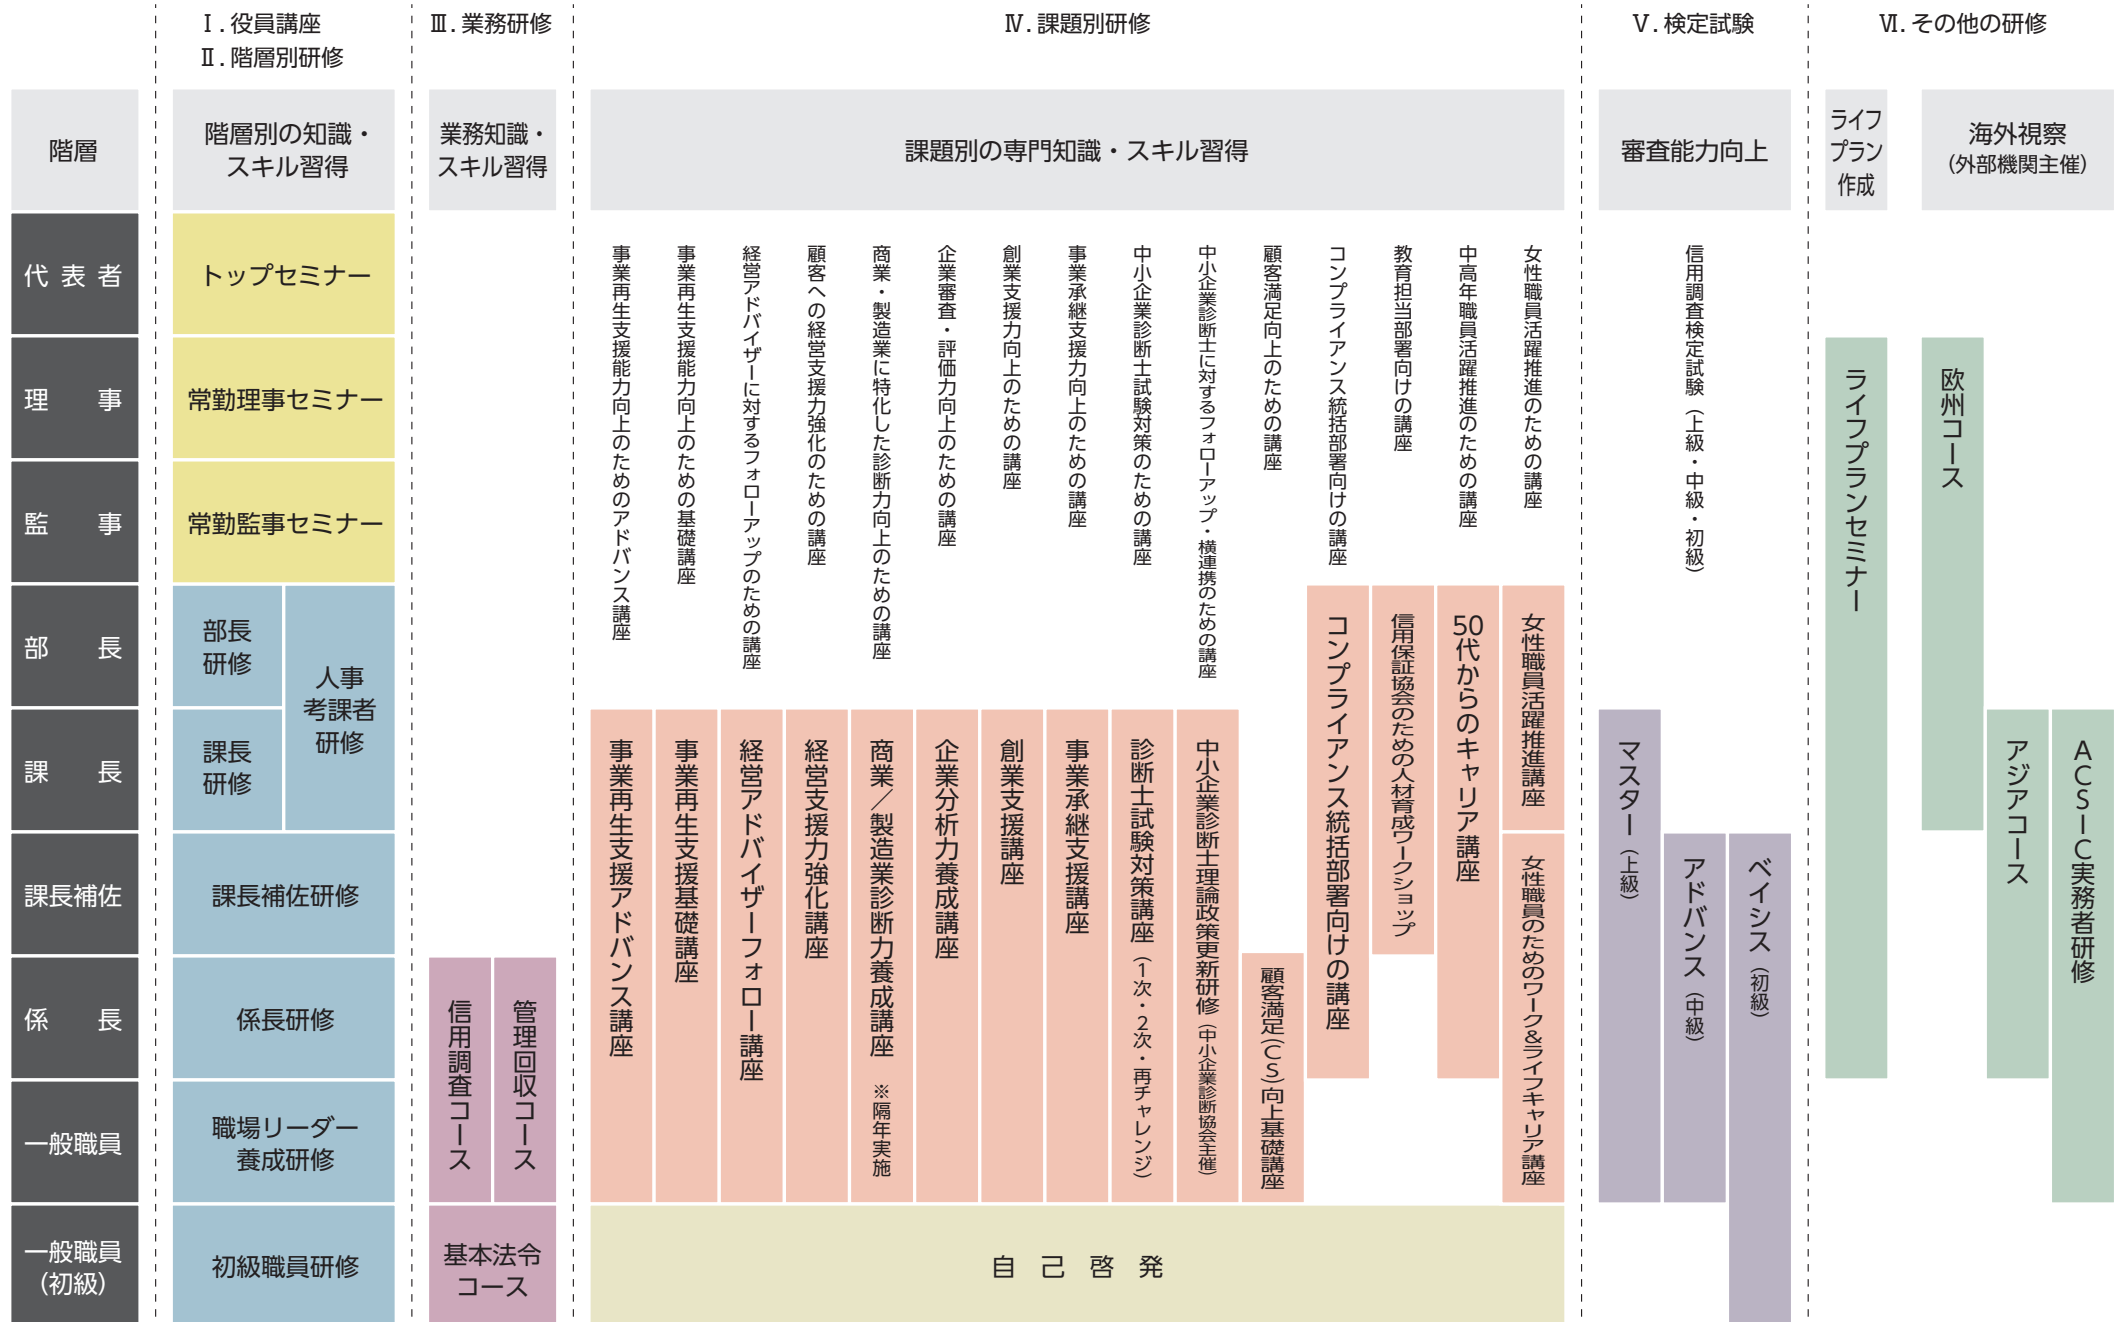 Ⅰ. 役員講座
Ⅱ. 階層別研修
Ⅲ. 業務研修
Ⅳ. 課題別研修
Ⅴ. 検定試験
Ⅵ. その他の研修
階層
階層別の知識・
スキル習得
業務知識・
スキル習得
課題別の専門知識・スキル習得
審査能力向上
ライフ
プラン
作成
海外視察
(外部機関主催)
代表者
理事
監事
部長
課長
課長補佐
係長
一般職員
一般職員
(初級)
トップセミナー
常勤理事セミナー
常勤監事セミナー
部長
研修
課長
研修
人事
考課者
研修
課長補佐研修
係長研修
職場リーダー
養成研修
初級職員研修
信用調査コース
管理回収コース
基本法令
コース
事業再生支援能力向上のためのアドバンス講座
事業再生支援能力向上のための基礎講座
経営アドバイザーに対するフォローアップのための講座
顧客への経営支援力強化のための講座
商業・製造業に特化した診断力向上のための講座
企業審査・評価力向上のための講座
創業支援力向上のための講座
事業承継支援力向上のための講座
中小企業診断士試験対策のための講座
中小企業診断士に対するフォローアップ・横連携のための講座
顧客満足向上のための講座
コンプライアンス統括部署向けの講座
教育担当部署向けの講座
中高年職員活躍推進のための講座
女性職員活躍推進のための講座
事業再生支援アドバンス講座
事業再生支援基礎講座
経営アドバイザーフォロー講座
経営支援力強化講座
商業／製造業診断力養成講座 ※隔年実施
企業分析力養成講座
創業支援講座
事業承継支援講座
診断士試験対策講座(1次・2次・再チャレンジ)
中小企業診断士理論政策更新研修(中小企業診断協会主催)
顧客満足(CS)向上基礎講座
コンプライアンス統括部署向けの講座
信用保証協会のための人材育成ワークショップ
50代からのキャリア講座
女性職員活躍推進講座
女性職員のためのワーク&ライフキャリア講座
自己啓発
信用調査検定試験(上級・中級・初級)
マスター(上級)
アドバンス(中級)
ベイシス(初級)
ライフプランセミナー
欧州コース
アジアコース
ACSIC実務者研修